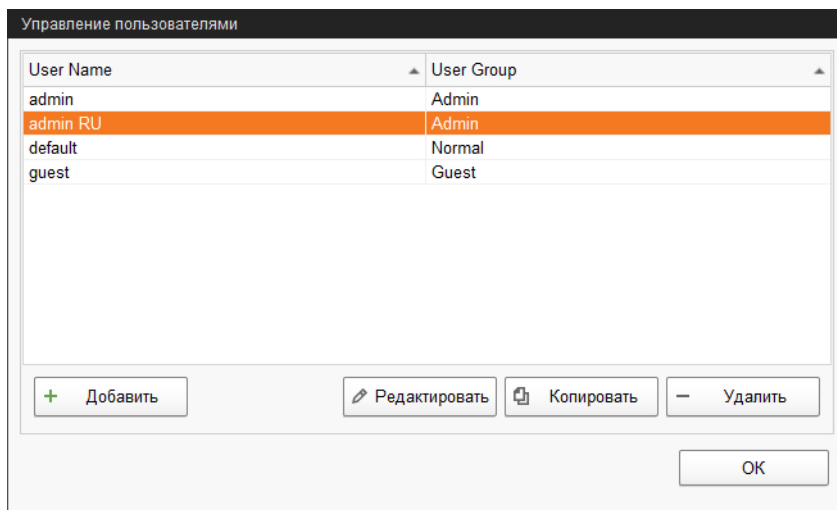 Управление пользователями
User Name User Group
admin Admin
admin RU Admin
default Normal
guest Guest
Добавить Редактировать Копировать Удалить
ОК